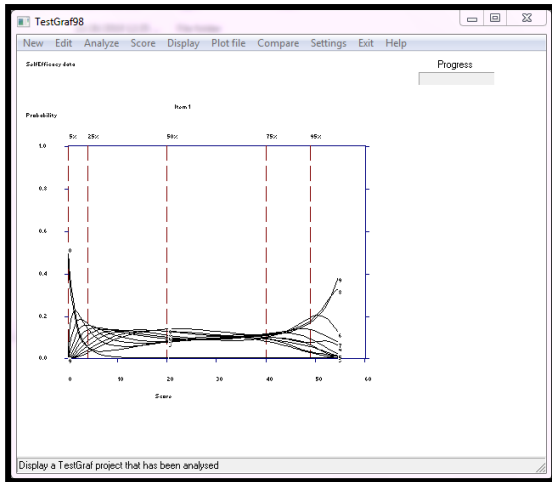 TestGraf98
New Edit Analyze Score Display Plot file Compare Settings Exit Help
SelfEfficacy data
Progress
Item 1
Probability
5% 25% 50% 75% 95%
1.0
0.8
0.6
0.4
0.2
0.0
0 10 20 30 40 50 60
Score
Display a TestGraf project that has been analysed